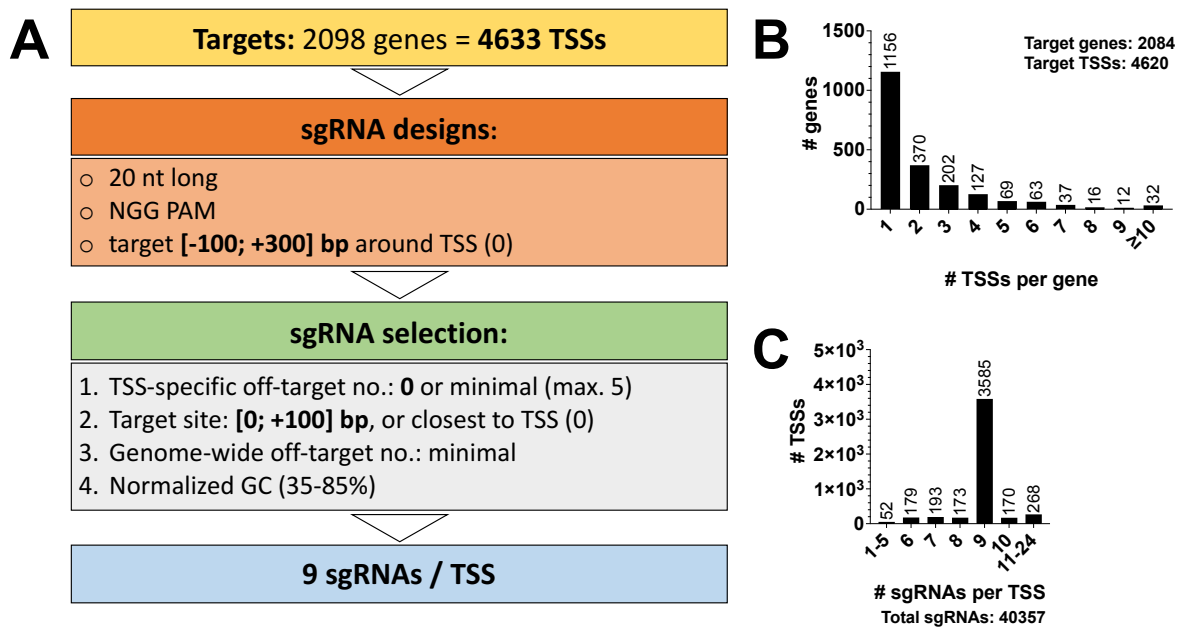 A
Targets: 2098 genes = 4633 TSSs
sgRNA designs:
○ 20 nt long
○ NGG PAM
○ target [-100; +300] bp around TSS (0)
sgRNA selection:
1. TSS-specific off-target no.: 0 or minimal (max. 5)
2. Target site: [0; +100] bp, or closest to TSS (0)
3. Genome-wide off-target no.: minimal
4. Normalized GC (35-85%)
9 sgRNAs / TSS
B
Target genes: 2084
Target TSSs: 4620
# genes
1500
1000
500
0
1156
370
202
127
69
63
37
16
12
32
1
2
3
4
5
6
7
8
9
≥10
# TSSs per gene
C
# TSSs
5×10³
4×10³
3×10³
2×10³
1×10³
0
52
179
193
173
3585
170
268
1-5
6
7
8
9
10
11-24
# sgRNAs per TSS
Total sgRNAs: 40357